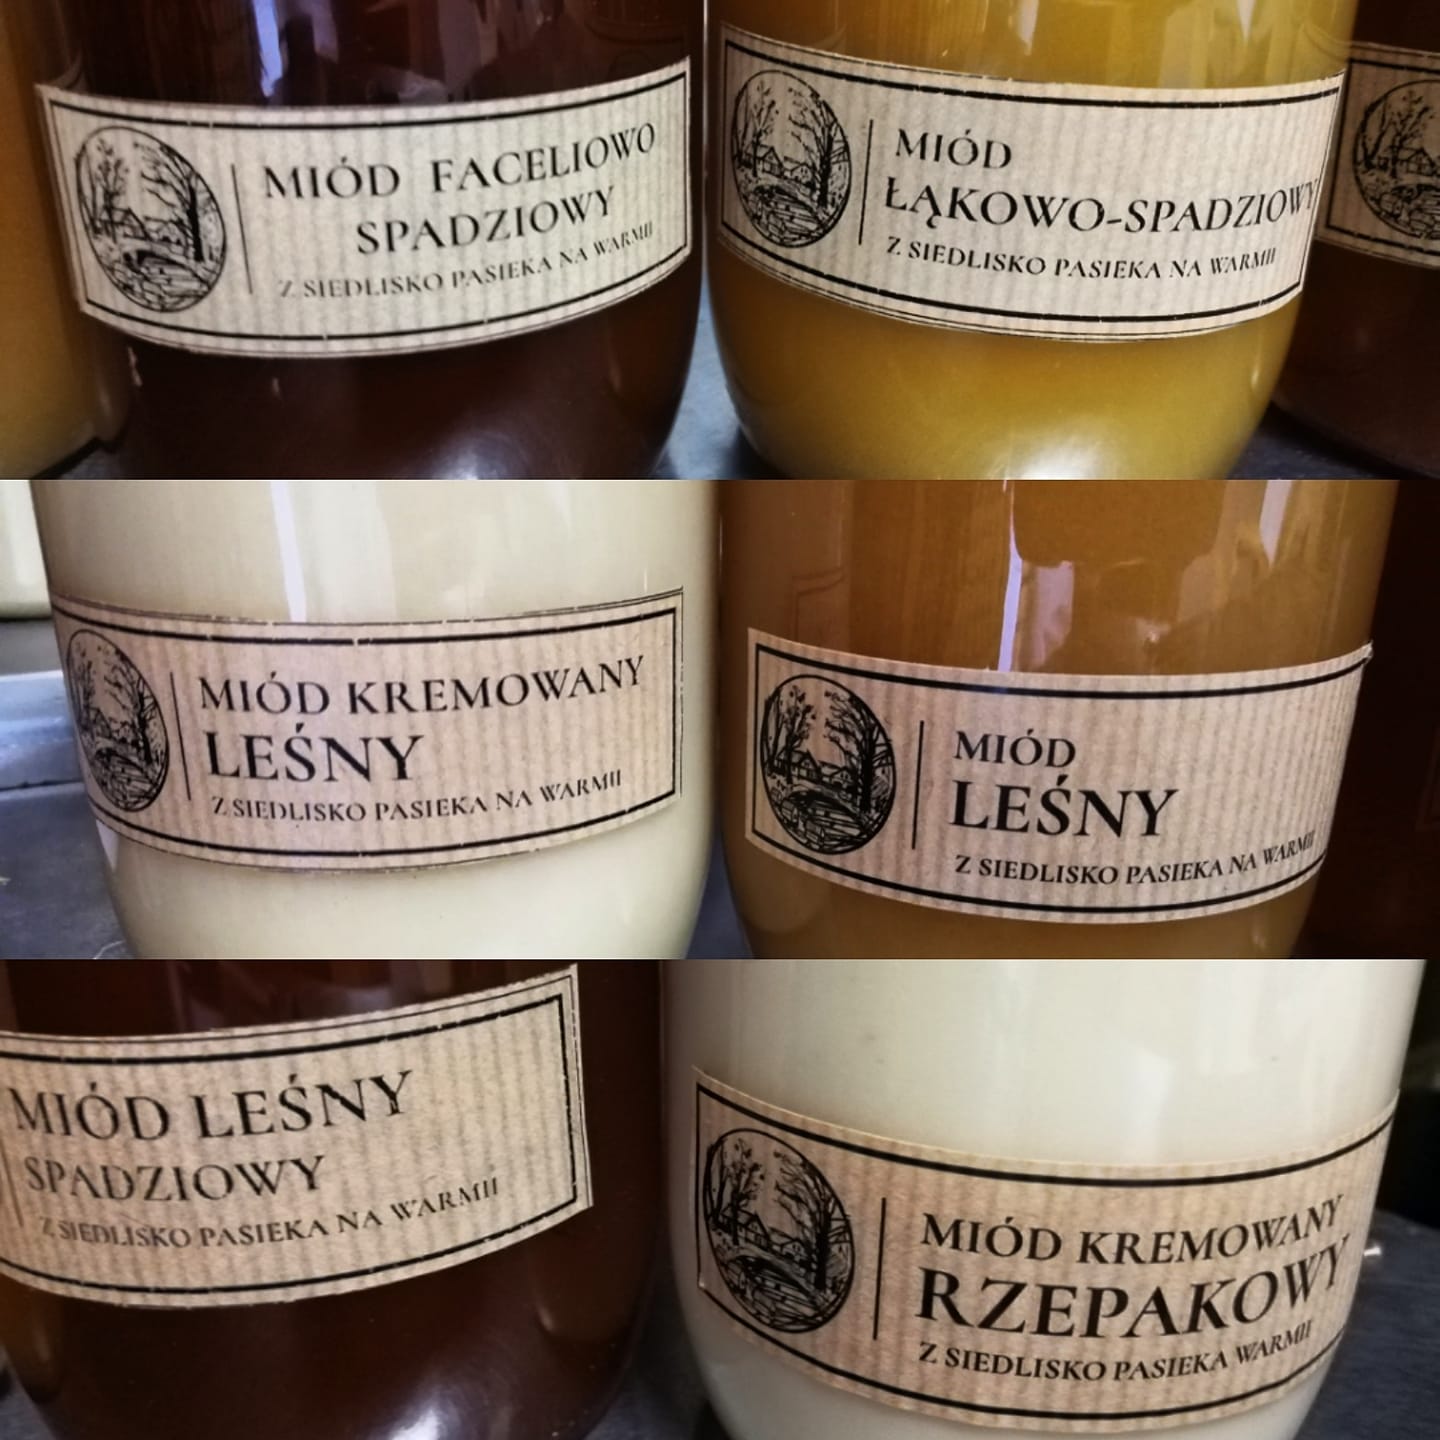 MIÓD FACELIOWO
SPADZIOWY
Z SIEDLISKO PASIEKA NA WARMII
MIÓD
ŁĄKOWO-SPADZIOWY
Z SIEDLISKO PASIEKA NA WARMII
MIÓD KREMOWANY
LEŚNY
Z SIEDLISKO PASIEKA NA WARMII
MIÓD
LEŚNY
Z SIEDLISKO PASIEKA NA WARMII
MIÓD LEŚNY
SPADZIOWY
Z SIEDLISKO PASIEKA NA WARMII
MIÓD KREMOWANY
RZEPAKOWY
Z SIEDLISKO PASIEKA WARMII